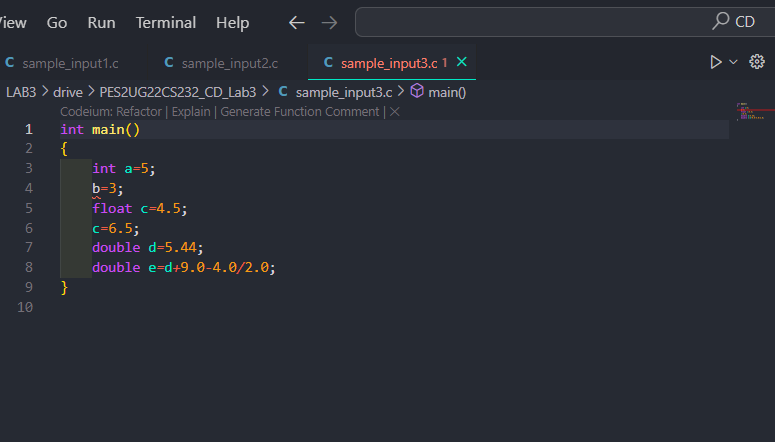 View Go Run Terminal Help ← → CD
C sample_input1.c C sample_input2.c C sample_input3.c 1 ×
LAB3 > drive > PES2UG22CS232_CD_Lab3 > C sample_input3.c > main()
Codeium: Refactor | Explain | Generate Function Comment | ×
1 int main()
2 {
3 int a=5;
4 b=3;
5 float c=4.5;
6 c=6.5;
7 double d=5.44;
8 double e=d+9.0-4.0/2.0;
9 }
10